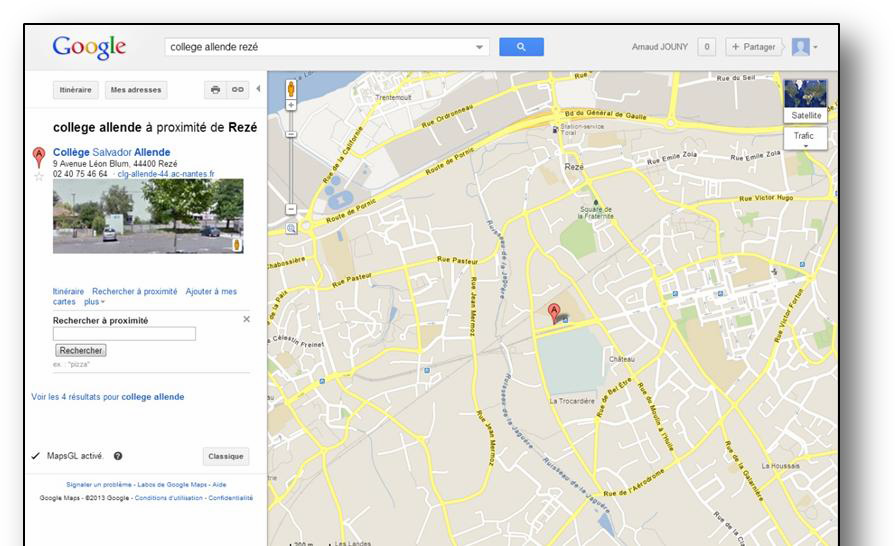 Google
college allende rezé
Arnaud JOUNY 0 + Partager
Itinéraire Mes adresses
college allende à proximité de Rezé
A Collège Salvador Allende
9 Avenue Léon Blum, 44400 Rezé
02 40 75 46 64 · clg-allende-44.ac-nantes.fr
Itinéraire Rechercher à proximité Ajouter à mes
cartes plus
Rechercher à proximité
Rechercher
ex. : "pizza"
Voir les 4 résultats pour college allende
MapsGL activé. ?
Classique
Signaler un problème - Labos de Google Maps - Aide
Google Maps - ©2013 Google - Conditions d'utilisation - Confidentialité
Rue du Seil
Satellite
Trafic
Trentemoult
Rue Ordronneau
Bd du Général de Gaulle
Station-service
Total
Rue de la Californie
Route de Pornic
Rezé
Rue Emile Zola
Rue Emile Zola
Route de Pornic
Square de
la Fraternité
Rue Victor Hugo
Ruisseau de la Jaguère
Rue Pasteur
Rue Pasteur
Rue Jean Mermoz
Rue Victor Fortun
A
Célestin Freinet
Château
La Trocardière
Rue de Bel Être
Rue du Moulin à l'Huile
Ruisseau de la Jaguère
Rue Jean Mermoz
Rue de la Galarnière
La Houssais
Ruisseau de la Jaguère
Rue de l'Aérodrome
200 m
Les Landes